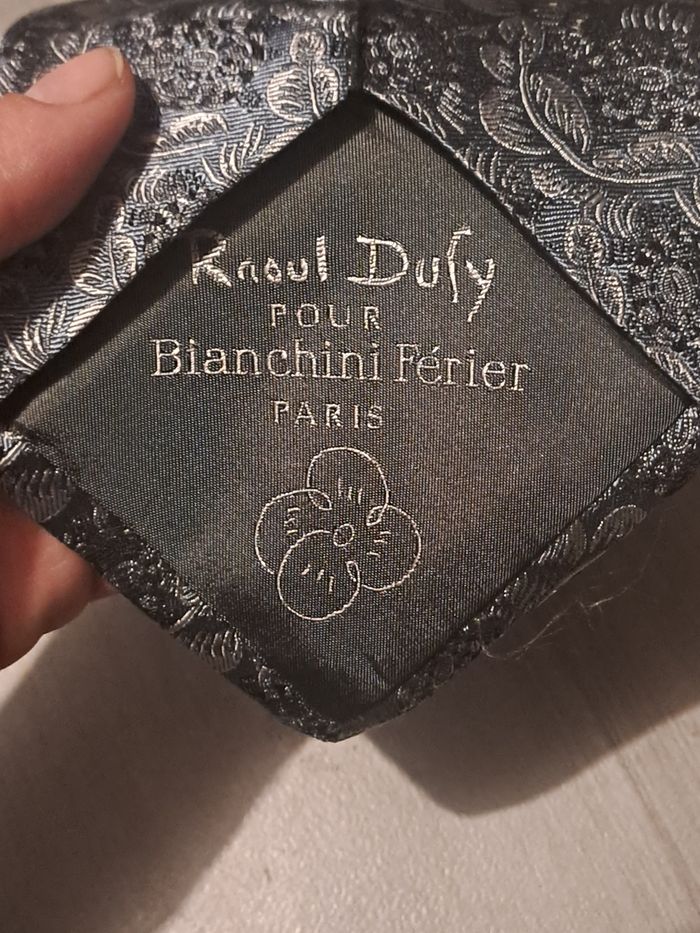 Raoul Dufy
POUR
Bianchini Férier
PARIS